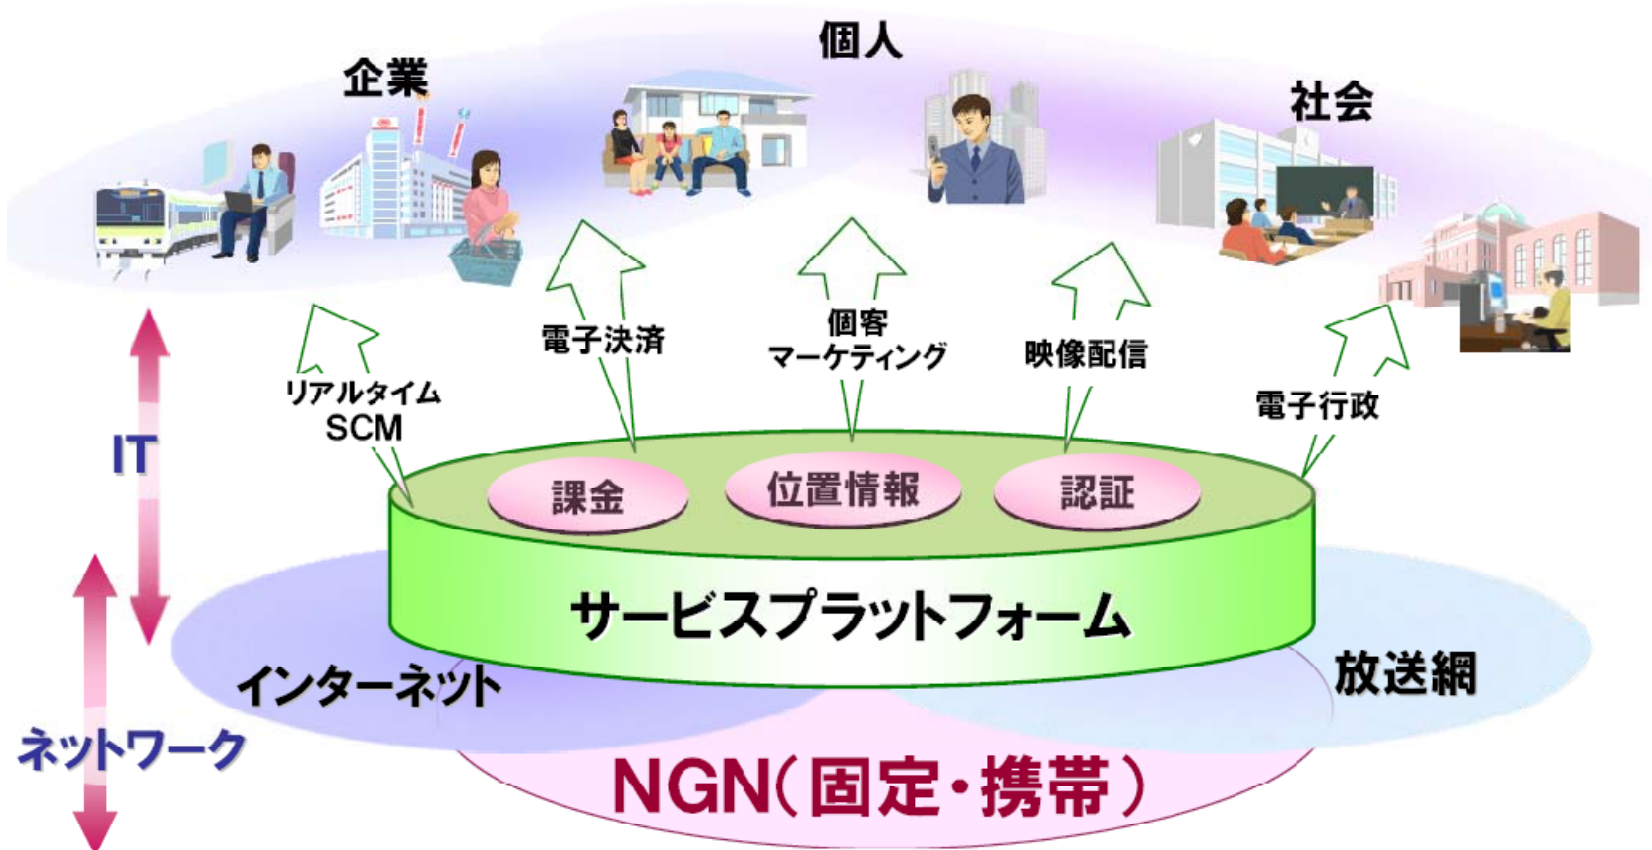 個人
企業
社会
電子決済
個客
マーケティング
映像配信
リアルタイム
SCM
電子行政
IT
課金
位置情報
認証
サービスプラットフォーム
インターネット
放送網
ネットワーク
NGN(固定・携帯)